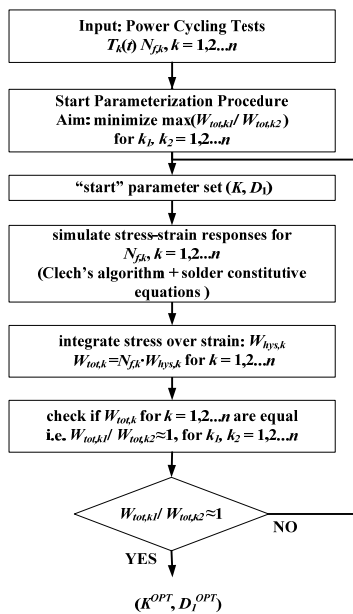 Input: Power Cycling Tests
Tk(t) Nf,k, k = 1,2...n
Start Parameterization Procedure
Aim: minimize max(Wtot,k1/ Wtot,k2)
for k1, k2 = 1,2...n
“start” parameter set (K, D1)
simulate stress-strain responses for
Nf,k, k = 1,2...n
(Clech’s algorithm + solder constitutive
equations )
integrate stress over strain: Whys,k
Wtot,k=Nf,k·Whys,k for k = 1,2...n
check if Wtot,k for k = 1,2...n are equal
i.e. Wtot,k1/ Wtot,k2≈1, for k1, k2 = 1,2...n
Wtot,k1/ Wtot,k2≈1
NO
YES
(K^OPT, D1^OPT)